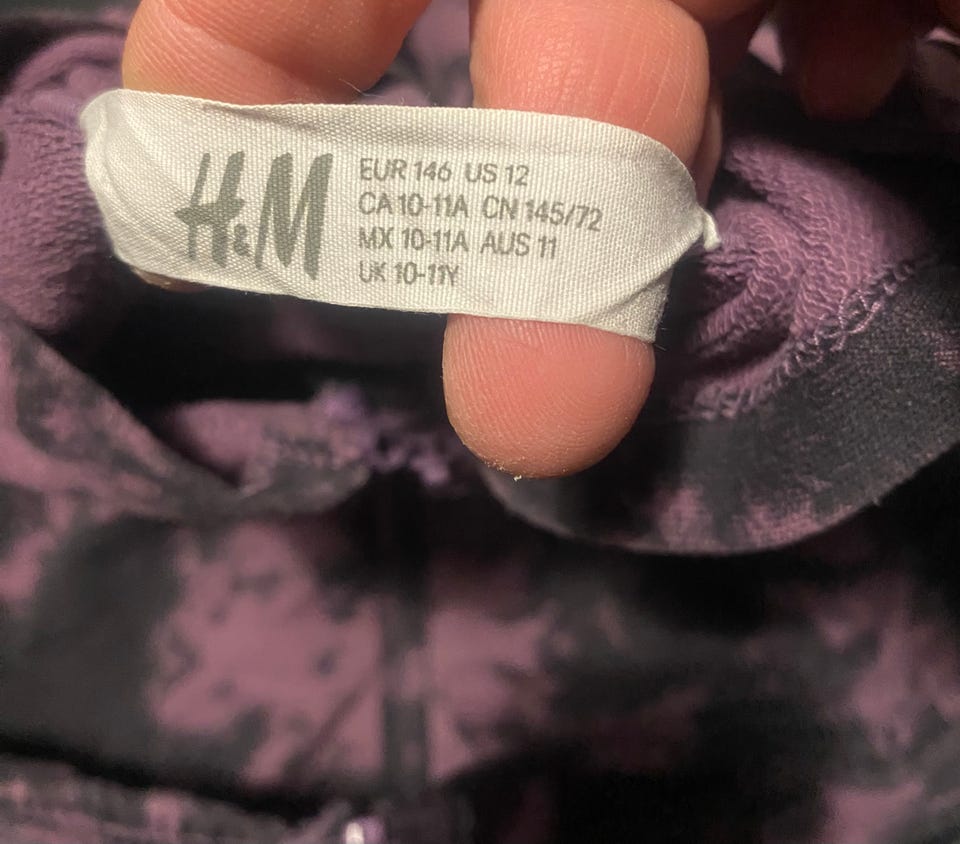 H&M
EUR 146 US 12
CA 10-11A CN 145/72
MX 10-11A AUS 11
UK 10-11Y